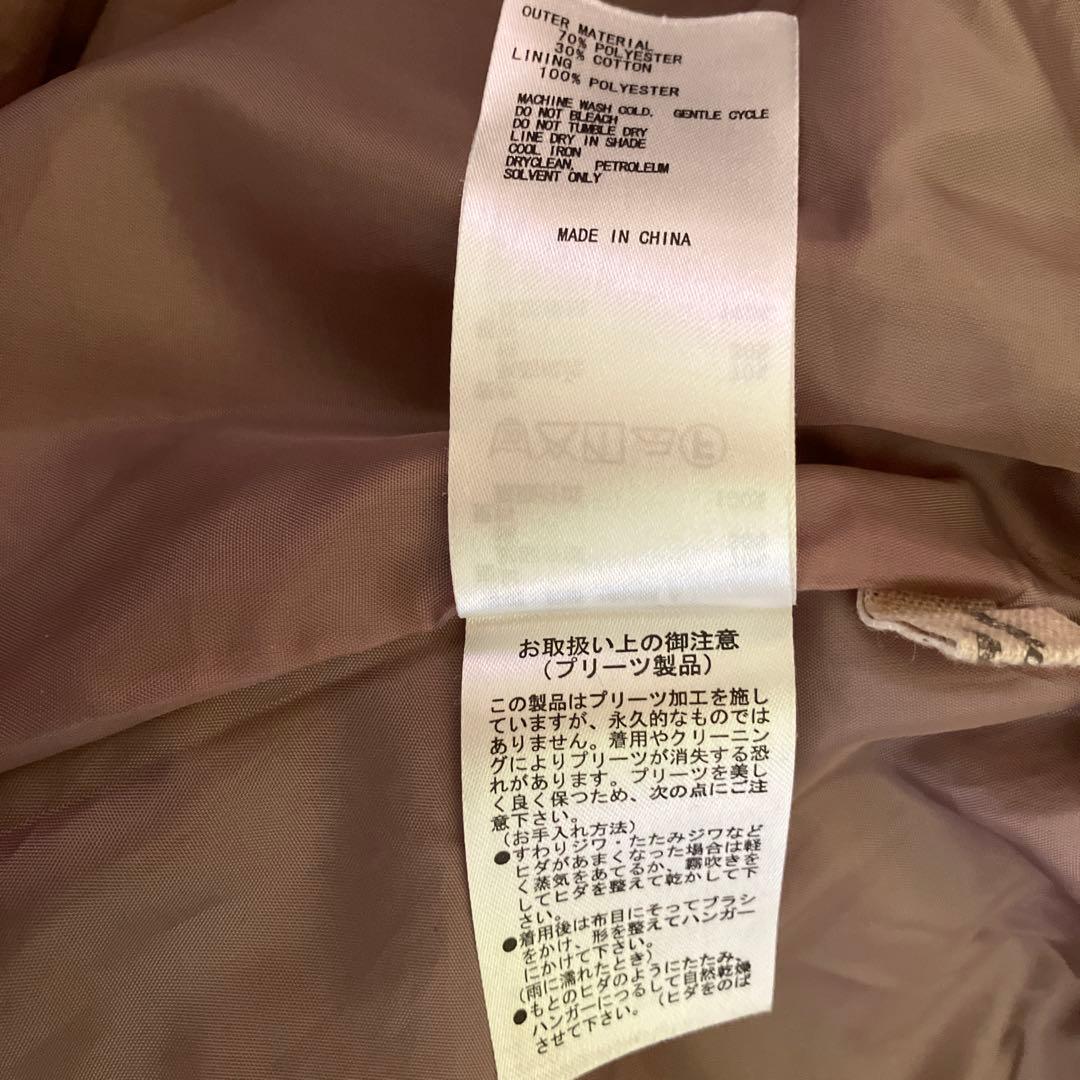 OUTER MATERIAL
70% POLYESTER
30% COTTON
LINING
100% POLYESTER
MACHINE WASH COLD. GENTLE CYCLE
DO NOT BLEACH
DO NOT TUMBLE DRY
LINE DRY IN SHADE
COOL IRON
DRYCLEAN, PETROLEUM
SOLVENT ONLY
MADE IN CHINA
お取扱い上の御注意
(プリーツ製品)
この製品はプリーツ加工を施し
ていますが、永久的なものでは
ありません。着用やクリーニン
グによりプリーツが消失する恐
れがあります。プリーツを美し
く良く保つため、次の点にご注
意下さい。
(お手入れ方法)
●すわりジワ・たたみジワなど
ヒダがあまくなった場合は軽
く蒸気をあてるか、霧吹きを
してヒダを整えて乾かして下
さい。
●着用後は布目にそってブラシ
をかけ、形を整えてハンガー
にかけて下さい。
(雨に濡れたとき)
●もとのヒダのようにたたみ、
ハンガーにつるして自然乾燥
させて下さい。(ヒダをのば